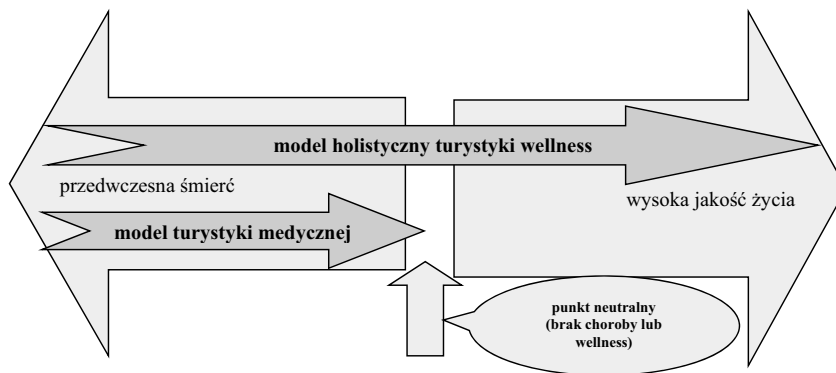 model holistyczny turystyki wellness
przedwczesna śmierć
wysoka jakość życia
model turystyki medycznej
punkt neutralny
(brak choroby lub
wellness)